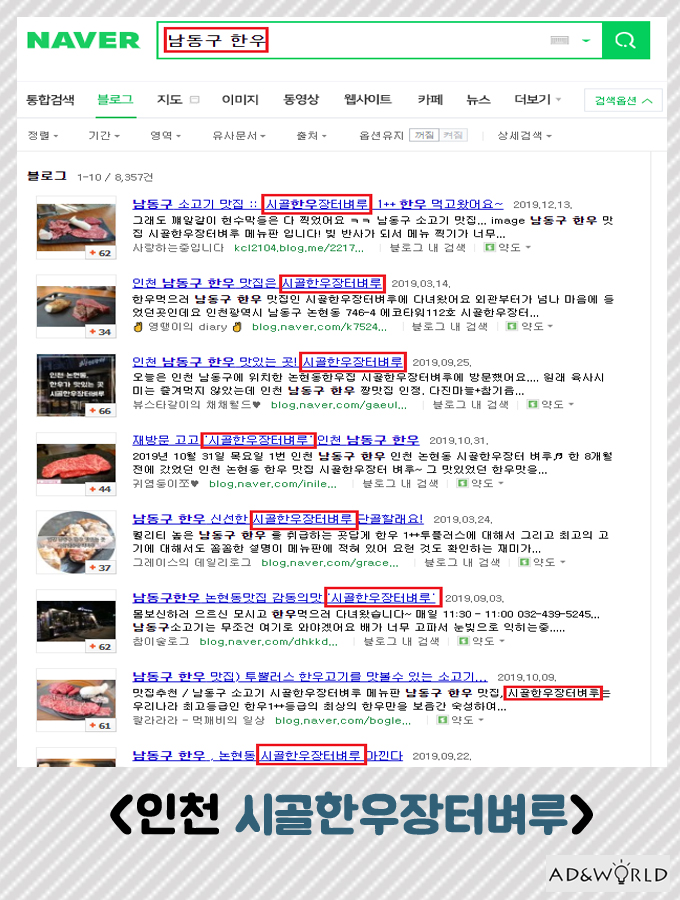 NAVER 남동구 한우
통합검색 블로그 지도 이미지 동영상 웹사이트 카페 뉴스 더보기 검색옵션
정렬 기간 영역 유사문서 출처 옵션유지 꺼짐 켜짐 상세검색
블로그 1-10 / 8,357건
남동구 소고기 맛집 :: 시골한우장터벼루 1++ 한우 먹고왔어요~ 2019.12.13.
그래도 깨알같이 현수막등은 다 찍었어요 ㅋㅋ 남동구 소고기 맛집... image 남동구 한우 맛
집 시골한우장터벼루 메뉴판 입니다! 빛 반사가 되서 메뉴 찍기가 너무...
사랑하는중입니다 kcl2104.blog.me/2217... 블로그 내 검색 약도
62
인천 남동구 한우 맛집은 시골한우장터벼루 2019.03.14.
한우먹으러 남동구 한우 맛집인 시골한우장터벼루에 다녀왔어요 외관부터가 넘나 마음에 들
었던곳인데요 인천광역시 남동구 논현동 746-4 에코타워112호 시골한우장터...
영랭이의 diary blog.naver.com/k7524... 블로그 내 검색 약도
34
인천 남동구 한우 맛있는 곳! 시골한우장터벼루 2019.09.25.
오늘은 인천 남동구에 위치한 논현동한우집 시골한우장터벼루에 방문했어요.... 원래 육사시
미는 즐겨먹지 않았는데 인천 남동구 한우 짱맛집 인정. 다진마늘+참기름...
뷰스타갈이의 채채월드♥ blog.naver.com/gaeul... 블로그 내 검색 약도
인천 논현동,
한우가 맛있는 곳
시골한우장터벼루
66
재방문 고고 '시골한우장터벼루' 인천 남동구 한우 2019.10.31.
2019년 10월 31일 목요일 1번 인천 남동구 한우 인천 논현동 시골한우장터 벼루♬ 한 8개월
전에 갔었던 인천 논현동 한우 맛집 시골한우장터 벼루~ 그 맛있었던 한우맛을...
귀염둥이쪼♥ blog.naver.com/inile... 블로그 내 검색 약도
44
남동구 한우 신선한 시골한우장터벼루 단골할래요! 2019.03.24.
퀄리티 높은 남동구 한우 를 취급하는 곳답게 한우 1++투플러스에 대해서 그리고 최고의 고
기에 대해서도 꼼꼼한 설명이 메뉴판에 적혀 있어 요런 것도 확인하는 재미가...
그레이스의 데일리로그 blog.naver.com/grace... 블로그 내 검색 약도
37
남동구한우 논현동맛집 감동의맛 '시골한우장터벼루' 2019.09.03.
몸보신하러 으르신 모시고 한우먹으러 다녀왔습니다~ 매일 11:30 - 11:00 032-439-5245...
남동구소고기는 무조건 여기로 와야겠어요 배가 너무 고파서 눈빛으로 익히는중.....
참이슬로그 blog.naver.com/dhkkd... 블로그 내 검색 약도
62
남동구 한우 맛집) 투뿔러스 한우고기를 맛볼수 있는 소고기... 2019.10.09.
맛집추천 / 남동구 소고기 시골한우장터벼루 메뉴판 남동구 한우 맛집, 시골한우장터벼루는
우리나라 최고등급인 한우1++등급의 최상의 한우만을 보름간 숙성하여...
랄라라라 - 먹깨비의 일상 blog.naver.com/bogle... 약도
61
남동구 한우 , 논현동 시골한우장터벼루 아낀다 2019.09.22.
<인천 시골한우장터벼루>
AD&WORLD